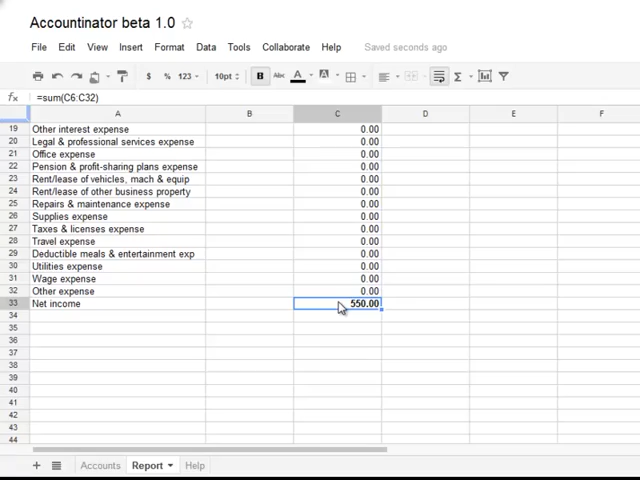 Accountinator beta 1.0
File Edit View Insert Format Data Tools Collaborate Help Saved seconds ago
$ % 123 10pt B A A Σ
fx =sum(C6:C32)
A B C D E F
19 Other interest expense 0.00
20 Legal & professional services expense 0.00
21 Office expense 0.00
22 Pension & profit-sharing plans expense 0.00
23 Rent/lease of vehicles, mach & equip 0.00
24 Rent/lease of other business property 0.00
25 Repairs & maintenance expense 0.00
26 Supplies expense 0.00
27 Taxes & licenses expense 0.00
28 Travel expense 0.00
29 Deductible meals & entertainment exp 0.00
30 Utilities expense 0.00
31 Wage expense 0.00
32 Other expense 0.00
33 Net income 550.00
34
35
36
37
38
39
40
41
42
43
44
+ Accounts Report Help